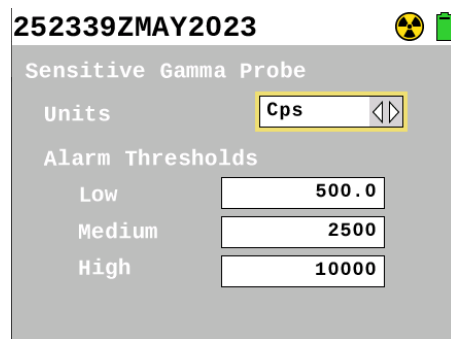 252339ZMAY2023
Sensitive Gamma Probe
Units Cps
Alarm Thresholds
Low 500.0
Medium 2500
High 10000